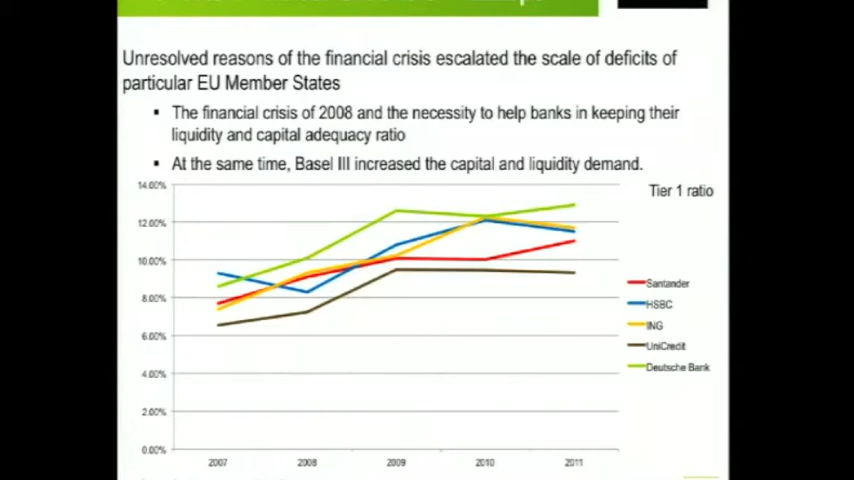 Unresolved reasons of the financial crisis escalated the scale of deficits of
particular EU Member States
▪ The financial crisis of 2008 and the necessity to help banks in keeping their
liquidity and capital adequacy ratio
▪ At the same time, Basel III increased the capital and liquidity demand.
Tier 1 ratio
14.00%
12.00%
10.00%
8.00%
6.00%
4.00%
2.00%
0.00%
2007 2008 2009 2010 2011
Santander
HSBC
ING
UniCredit
Deutsche Bank